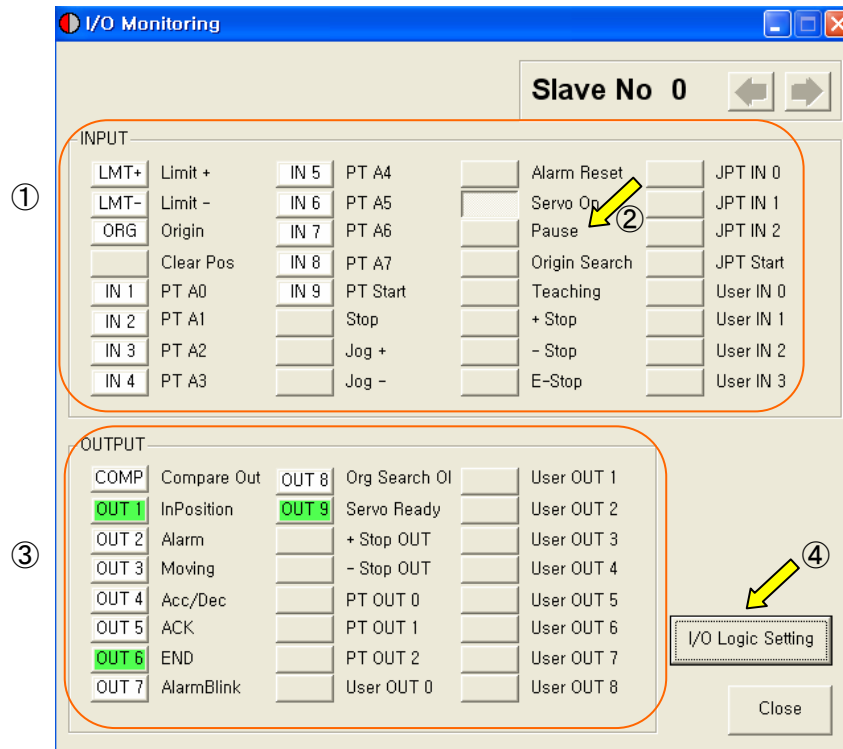 I/O Monitoring
Slave No 0
INPUT
①
LMT+ Limit + IN 5 PT A4 Alarm Reset JPT IN 0
LMT- Limit - IN 6 PT A5 Servo On JPT IN 1
②
ORG Origin IN 7 PT A6 Pause JPT IN 2
Clear Pos IN 8 PT A7 Origin Search JPT Start
IN 1 PT A0 IN 9 PT Start Teaching User IN 0
IN 2 PT A1 Stop + Stop User IN 1
IN 3 PT A2 Jog + - Stop User IN 2
IN 4 PT A3 Jog - E-Stop User IN 3
OUTPUT
COMP Compare Out OUT 8 Org Search Ol User OUT 1
OUT 1 InPosition OUT 9 Servo Ready User OUT 2
③
OUT 2 Alarm + Stop OUT User OUT 3
OUT 3 Moving - Stop OUT User OUT 4
④
OUT 4 Acc/Dec PT OUT 0 User OUT 5
OUT 5 ACK PT OUT 1 User OUT 6
OUT 6 END PT OUT 2 User OUT 7
OUT 7 AlarmBlink User OUT 0 User OUT 8
I/O Logic Setting
Close